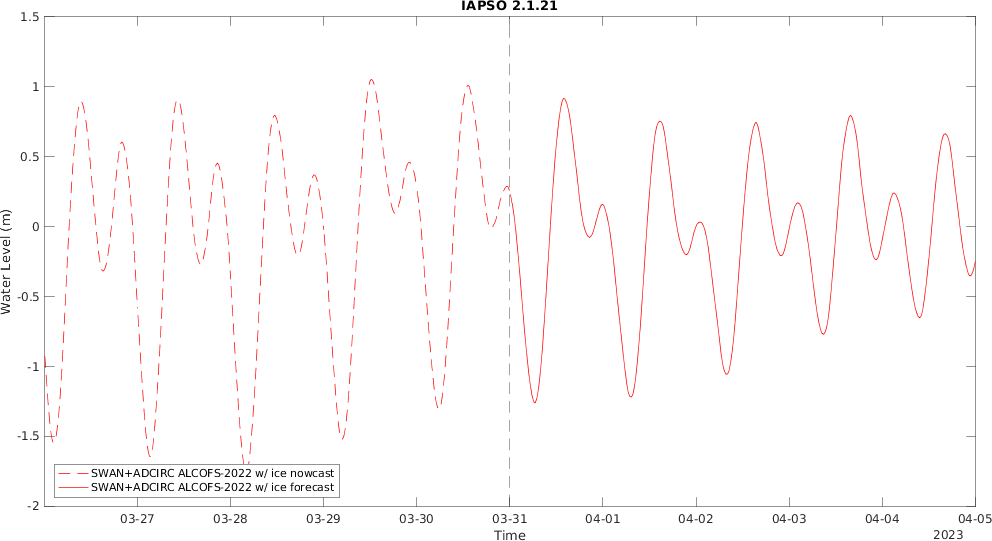 IAPSO 2.1.21
1.5
1
0.5
0
-0.5
-1
-1.5
-2
Water Level (m)
SWAN+ADCIRC ALCOFS-2022 w/ ice nowcast
SWAN+ADCIRC ALCOFS-2022 w/ ice forecast
03-27 03-28 03-29 03-30 03-31 04-01 04-02 04-03 04-04 04-05
Time
2023